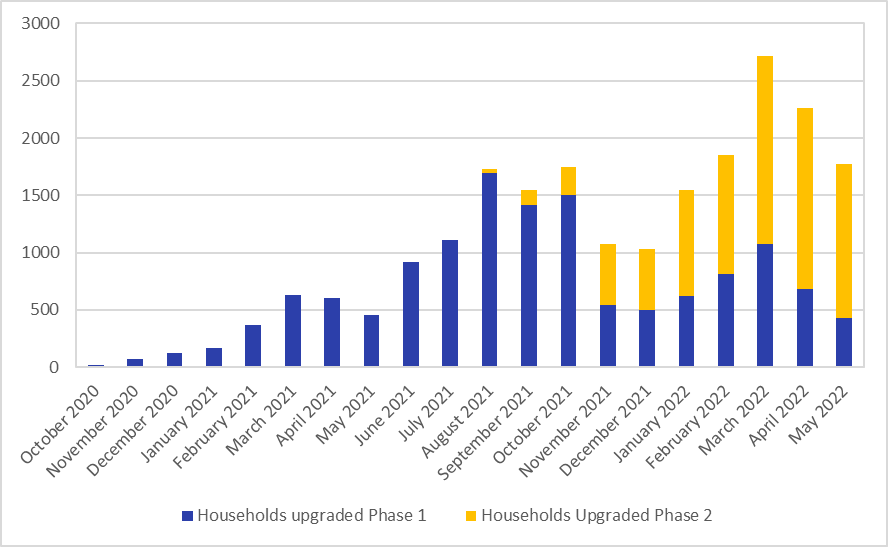 3000
2500
2000
1500
1000
500
0
October 2020
November 2020
December 2020
January 2021
February 2021
March 2021
April 2021
May 2021
June 2021
July 2021
August 2021
September 2021
October 2021
November 2021
December 2021
January 2022
February 2022
March 2022
April 2022
May 2022
Households upgraded Phase 1
Households Upgraded Phase 2